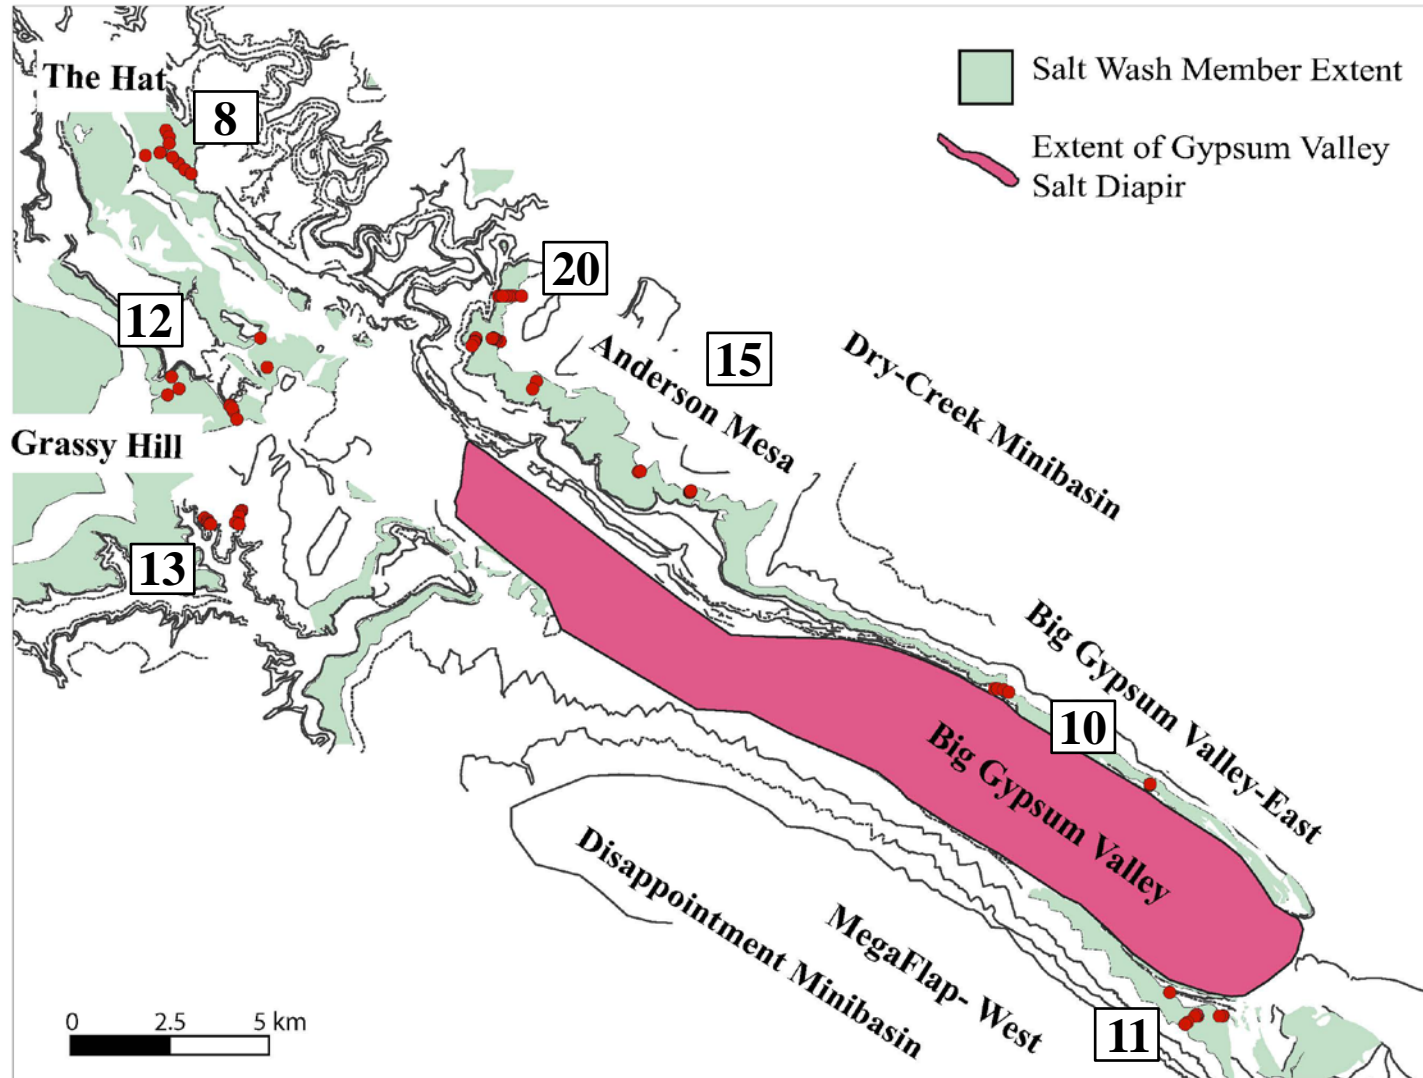 The Hat
8
Salt Wash Member Extent
Extent of Gypsum Valley
Salt Diapir
20
12
15
Anderson Mesa
Dry-Creek Minibasin
Grassy Hill
13
Big Gypsum Valley-East
10
Big Gypsum Valley
Disappointment Minibasin
MegaFlap- West
11
0 2.5 5 km